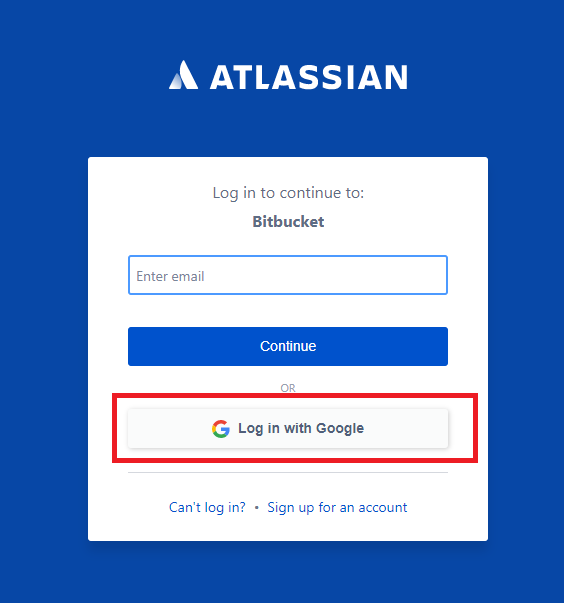 ATLASSIAN
Log in to continue to:
Bitbucket
Enter email
Continue
OR
Log in with Google
Can't log in? • Sign up for an account